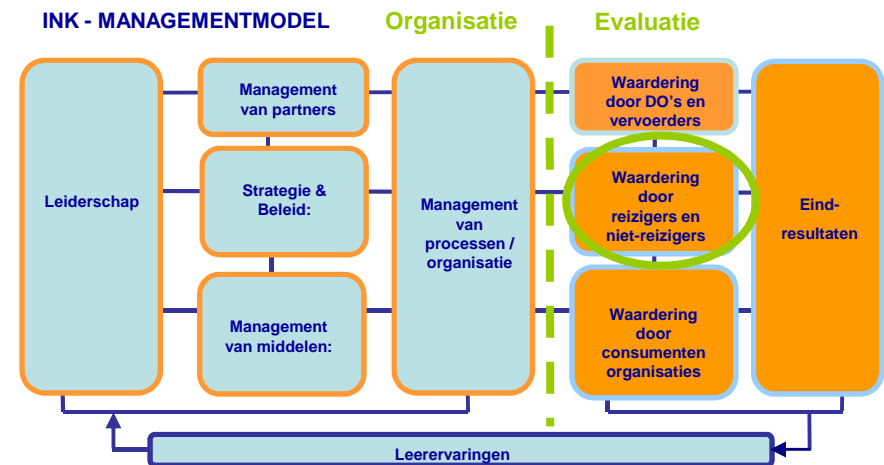 INK - MANAGEMENTMODEL
Organisatie
Evaluatie
Leiderschap
Management
van partners
Strategie &
Beleid:
Management
van middelen:
Management
van
processen /
organisatie
Waardering
door DO's en
vervoerders
Waardering
door
reizigers en
niet-reizigers
Waardering
door
consumenten
organisaties
Eind-
resultaten
Leerervaringen